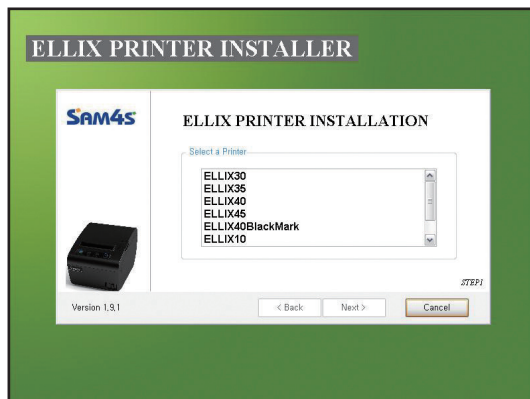 ELLIX PRINTER INSTALLER
SAM4S
ELLIX PRINTER INSTALLATION
Select a Printer
ELLIX30
ELLIX35
ELLIX40
ELLIX45
ELLIX40BlackMark
ELLIX10
STEP1
Version 1.9.1
< Back
Next >
Cancel